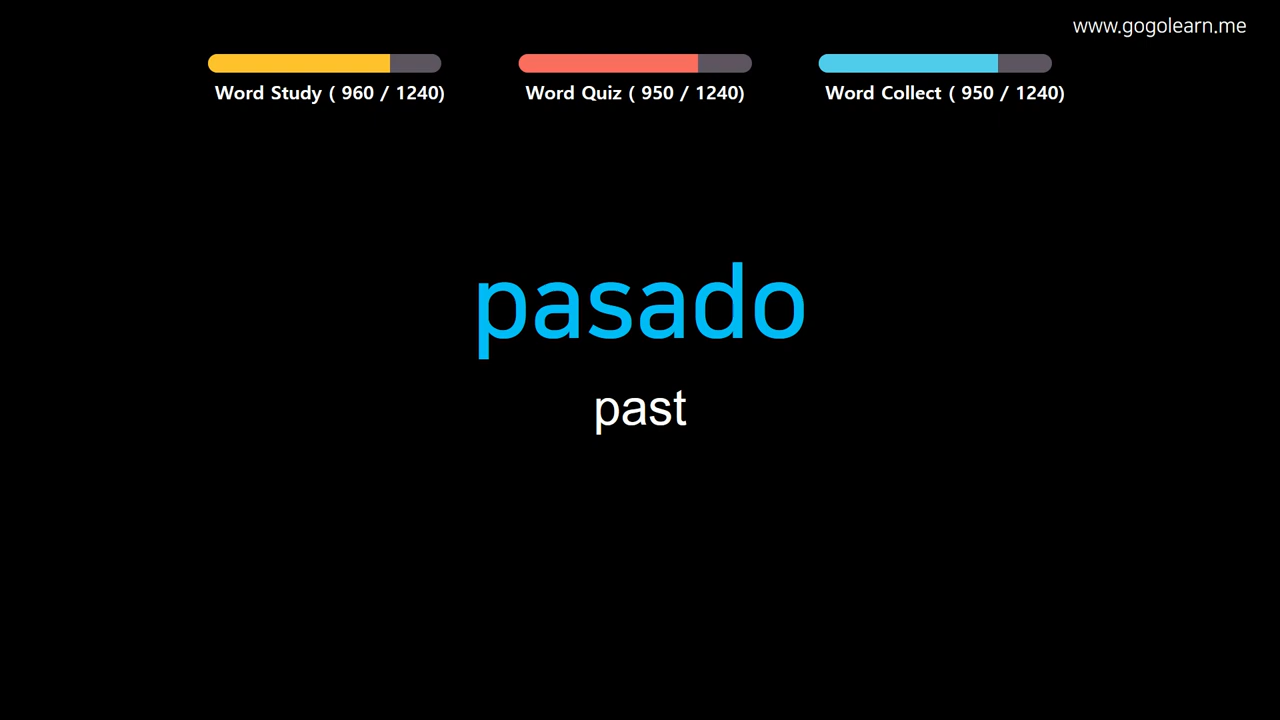 www.gogolearn.me
Word Study ( 960 / 1240)
Word Quiz ( 950 / 1240)
Word Collect ( 950 / 1240)
pasado
past